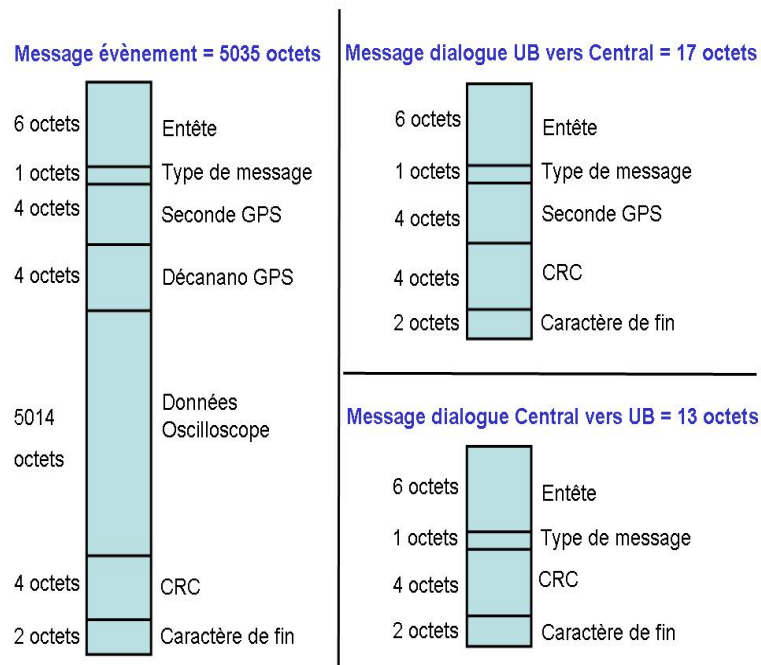 Message évènement = 5035 octets
6 octets Entête
1 octets Type de message
4 octets Seconde GPS
4 octets Décanano GPS
5014
octets
Données
Oscilloscope
4 octets CRC
2 octets Caractère de fin
Message dialogue UB vers Central = 17 octets
6 octets Entête
1 octets Type de message
4 octets Seconde GPS
4 octets CRC
2 octets Caractère de fin
Message dialogue Central vers UB = 13 octets
6 octets Entête
1 octets Type de message
4 octets CRC
2 octets Caractère de fin